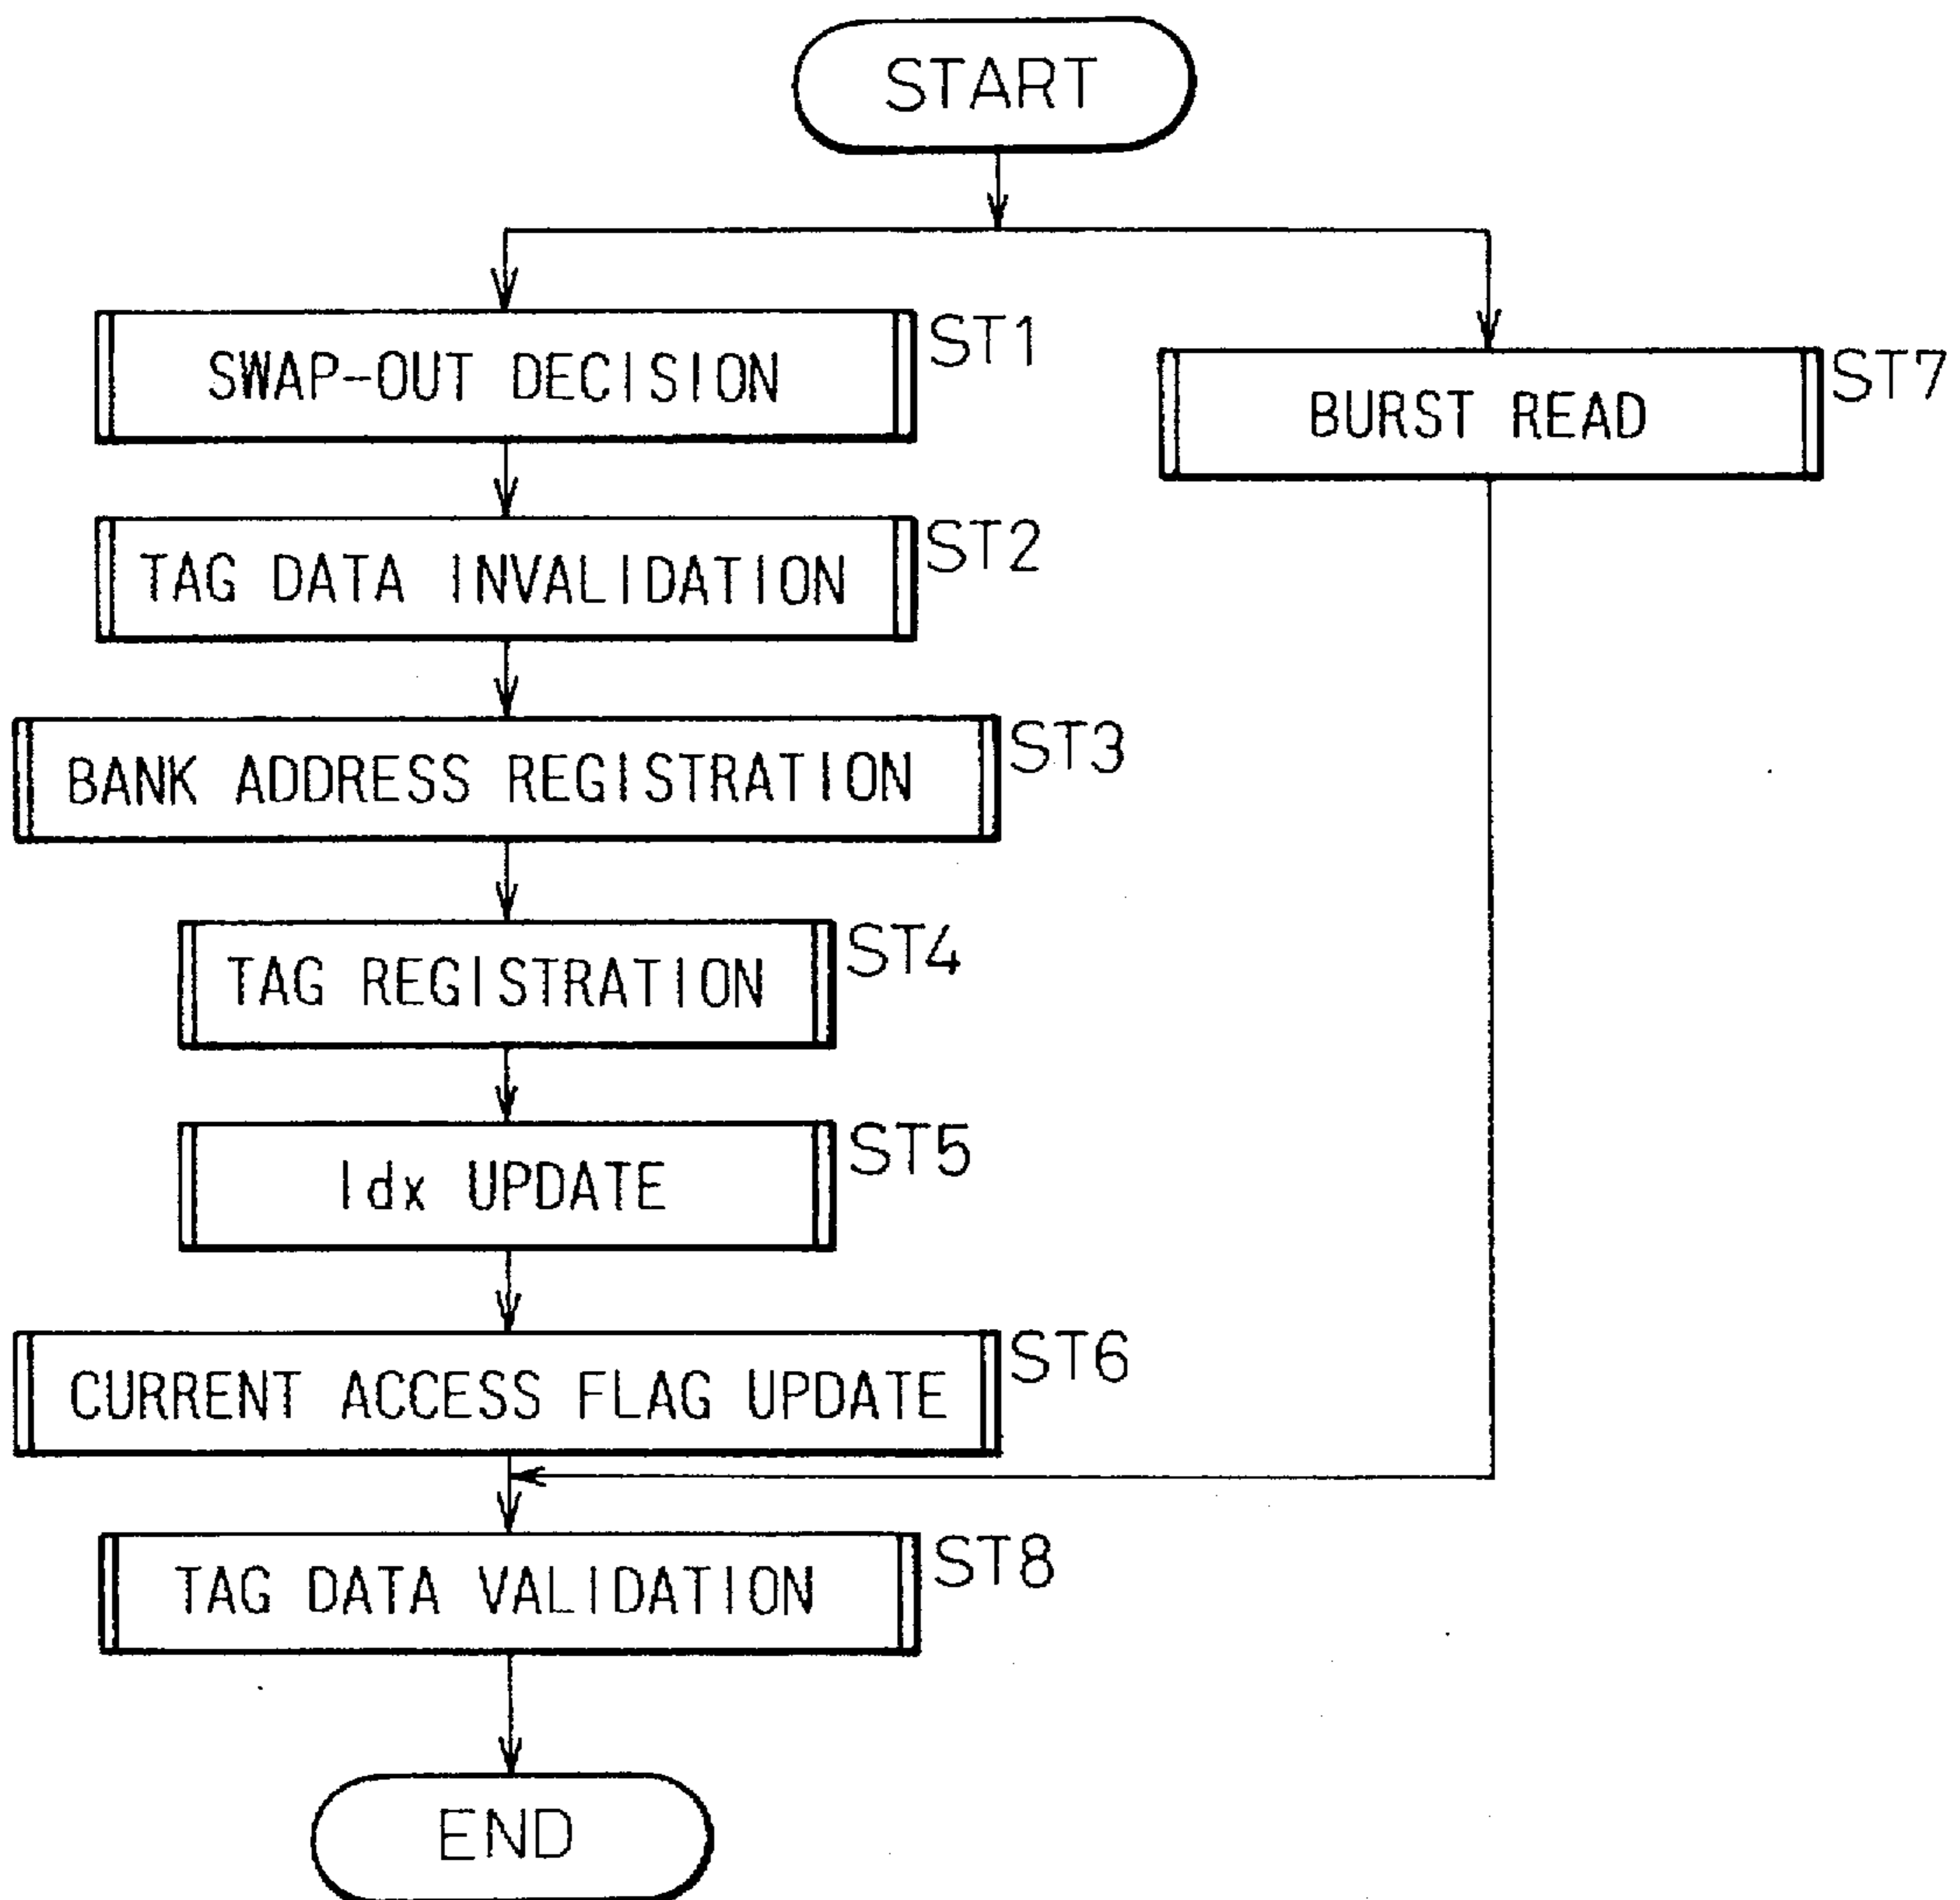 START
SWAP-OUT DECISION
ST1
BURST READ
ST7
TAG DATA INVALIDATION
ST2
BANK ADDRESS REGISTRATION
ST3
TAG REGISTRATION
ST4
Idx UPDATE
ST5
CURRENT ACCESS FLAG UPDATE
ST6
TAG DATA VALIDATION
ST8
END